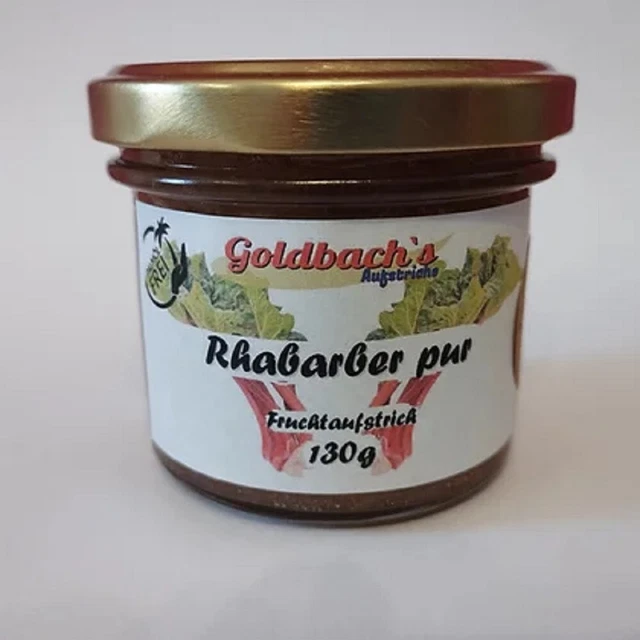 FREI
Goldbach`s
Aufstriche
Rhabarber pur
Fruchtaufstrich
130g